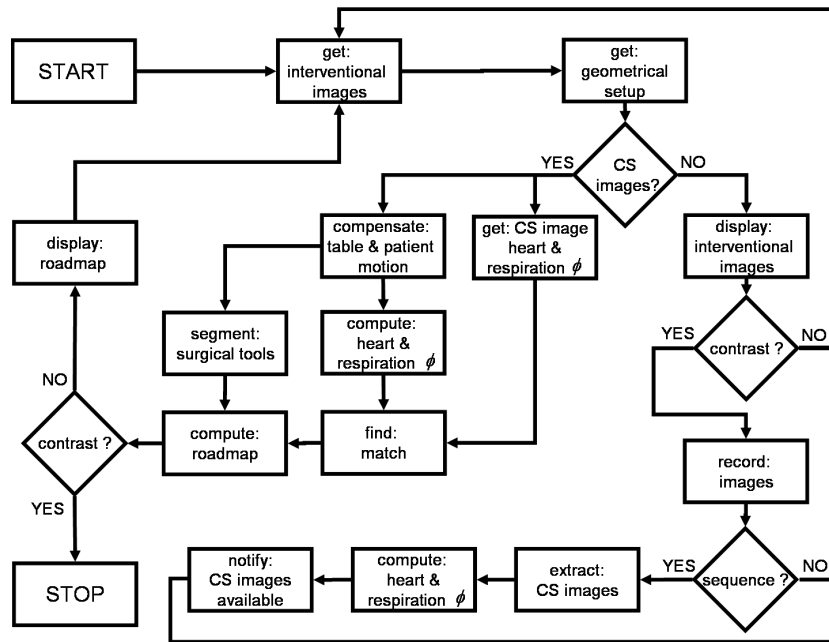 START
get:
interventional
images
get:
geometrical
setup
YES
CS
images?
NO
display:
roadmap
compensate:
table & patient
motion
get: CS image
heart &
respiration ϕ
display:
interventional
images
segment:
surgical tools
compute:
heart &
respiration ϕ
YES
contrast ?
NO
NO
contrast ?
YES
compute:
roadmap
find:
match
record:
images
STOP
notify:
CS images
available
compute:
heart &
respiration ϕ
extract:
CS images
YES
sequence ?
NO